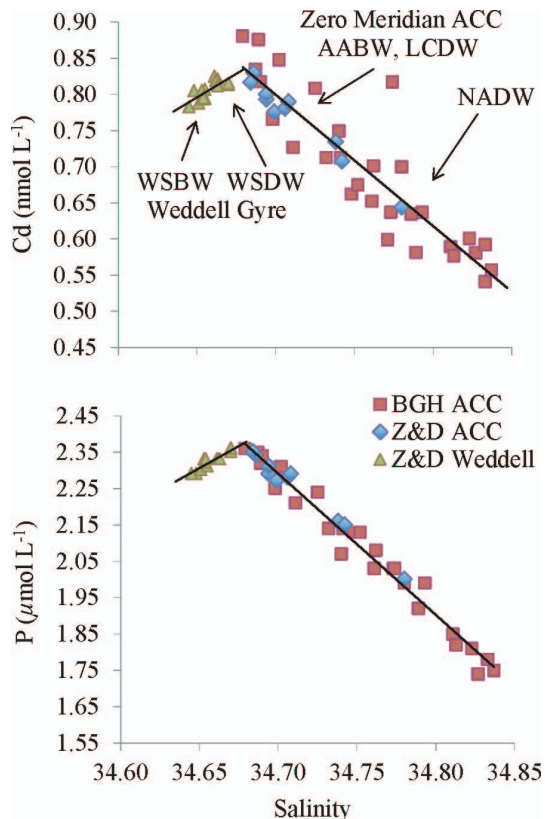 Cd (nmol L-1)
0.90
0.85
0.80
0.75
0.70
0.65
0.60
0.55
0.50
0.45
Zero Meridian ACC
AABW, LCDW
NADW
WSBW WSDW
Weddell Gyre
P (μmol L-1)
2.45
2.35
2.25
2.15
2.05
1.95
1.85
1.75
1.65
1.55
BGH ACC
Z&D ACC
Z&D Weddell
34.60 34.65 34.70 34.75 34.80 34.85
Salinity